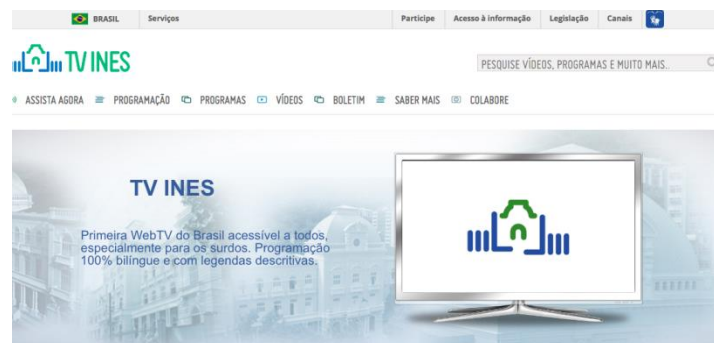 BRASIL Serviços Participe Acesso à informação Legislação Canais
TV INES
PESQUISE VÍDEOS, PROGRAMAS E MUITO MAIS..
ASSISTA AGORA PROGRAMAÇÃO PROGRAMAS VÍDEOS BOLETIM SABER MAIS COLABORE
TV INES
Primeira WebTV do Brasil acessível a todos,
especialmente para os surdos. Programação
100% bilíngue e com legendas descritivas.